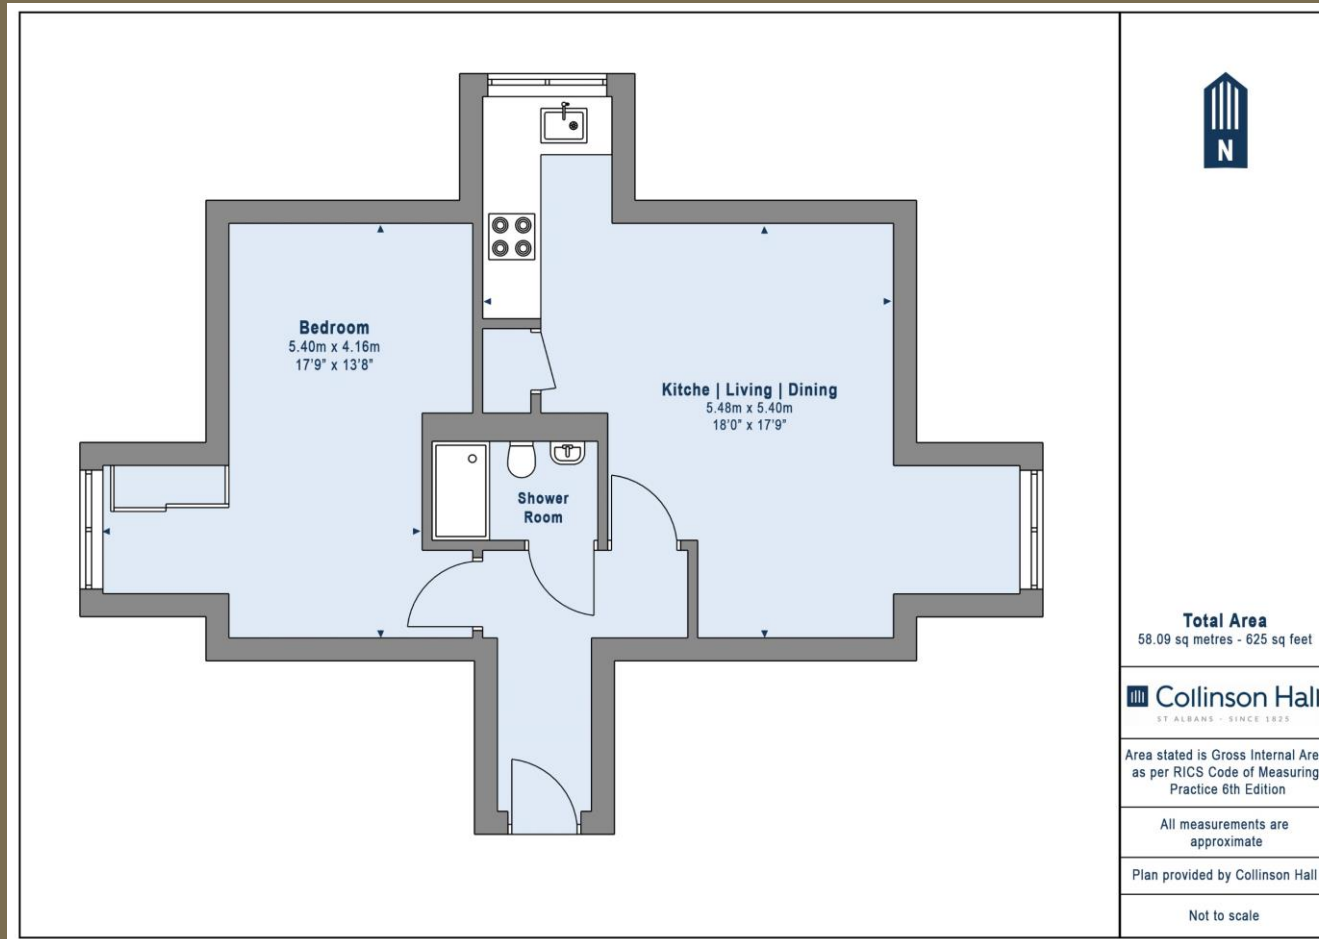 N
Bedroom
5.40m x 4.16m
17'9" x 13'8"
Kitche | Living | Dining
5.48m x 5.40m
18'0" x 17'9"
Shower
Room
Total Area
58.09 sq metres - 625 sq feet
Collinson Hall
ST ALBANS - SINCE 1825
Area stated is Gross Internal Are
as per RICS Code of Measuring
Practice 6th Edition
All measurements are
approximate
Plan provided by Collinson Hall
Not to scale